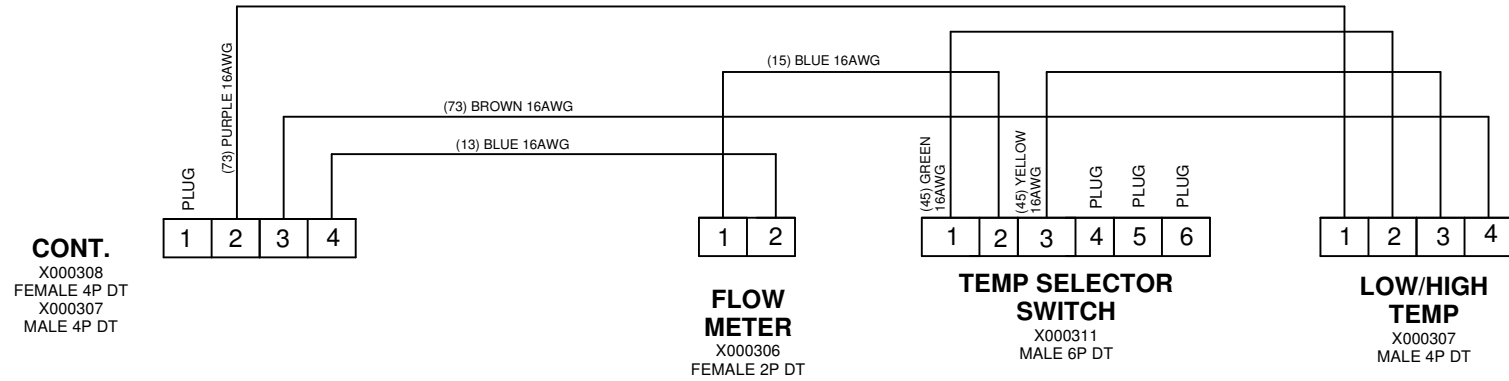 (15) BLUE 16AWG
(73) PURPLE 16AWG
(73) BROWN 16AWG
(13) BLUE 16AWG
PLUG
(45) GREEN
16AWG
(45) YELLOW
16AWG
PLUG
PLUG
PLUG
1 2 3 4
1 2
1 2 3 4 5 6
1 2 3 4
CONT.
X000308
FEMALE 4P DT
X000307
MALE 4P DT
FLOW
METER
X000306
FEMALE 2P DT
TEMP SELECTOR
SWITCH
X000311
MALE 6P DT
LOW/HIGH
TEMP
X000307
MALE 4P DT